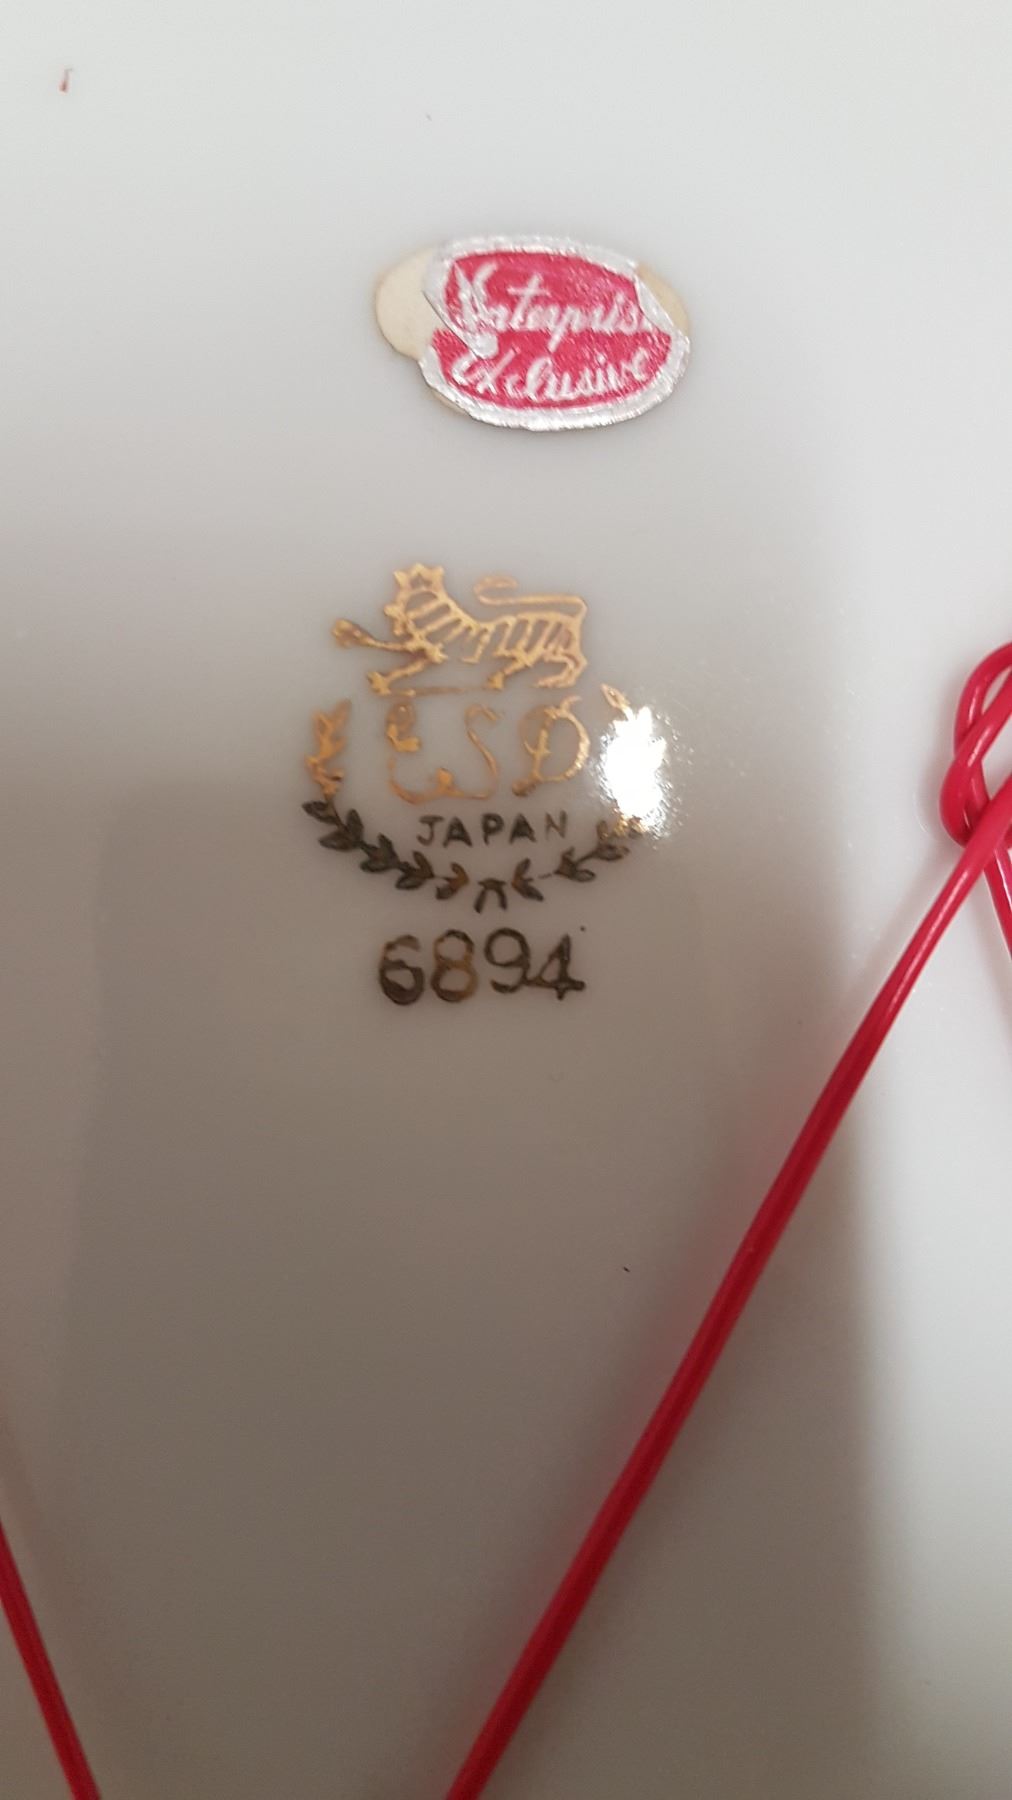 Enterprise
Exclusive
ESD
JAPAN
6894